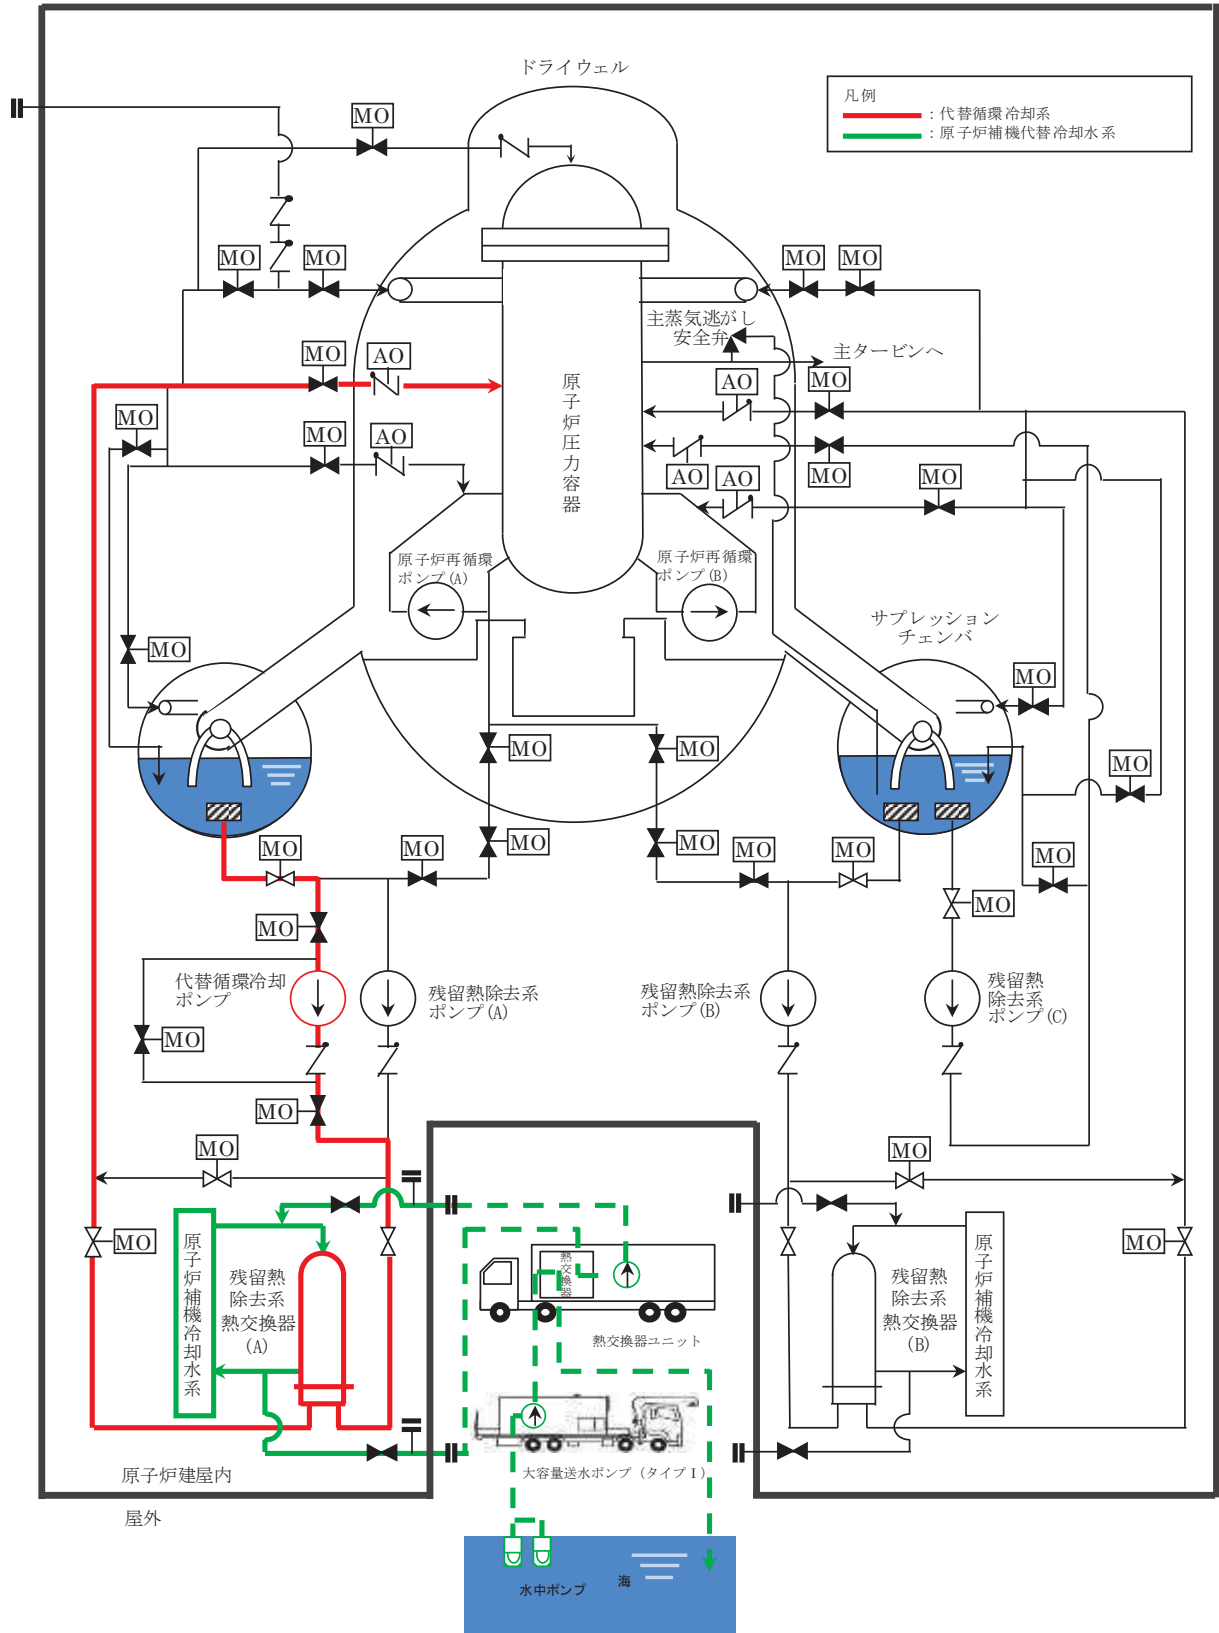 ドライウェル
凡例
：代替循環冷却系
：原子炉補機代替冷却水系
MO
MO
MO
MO
MO
主蒸気逃がし
安全弁
主タービンへ
MO
AO
原子炉圧力容器
AO
MO
MO
MO
AO
AO
MO
AO
MO
MO
原子炉再循環
ポンプ(A)
原子炉再循環
ポンプ(B)
サプレッション
チェンバ
MO
MO
MO
MO
MO
MO
MO
MO
MO
MO
MO
MO
MO
MO
代替循環冷却
ポンプ
残留熱除去系
ポンプ(A)
残留熱除去系
ポンプ(B)
残留熱
除去系
ポンプ(C)
MO
MO
MO
MO
MO
MO
原子炉補機冷却水系
残留熱
除去系
熱交換器
(A)
熱交換器
熱交換器ユニット
残留熱
除去系
熱交換器
(B)
原子炉補機冷却水系
大容量送水ポンプ（タイプⅠ）
原子炉建屋内
屋外
水中ポンプ
海